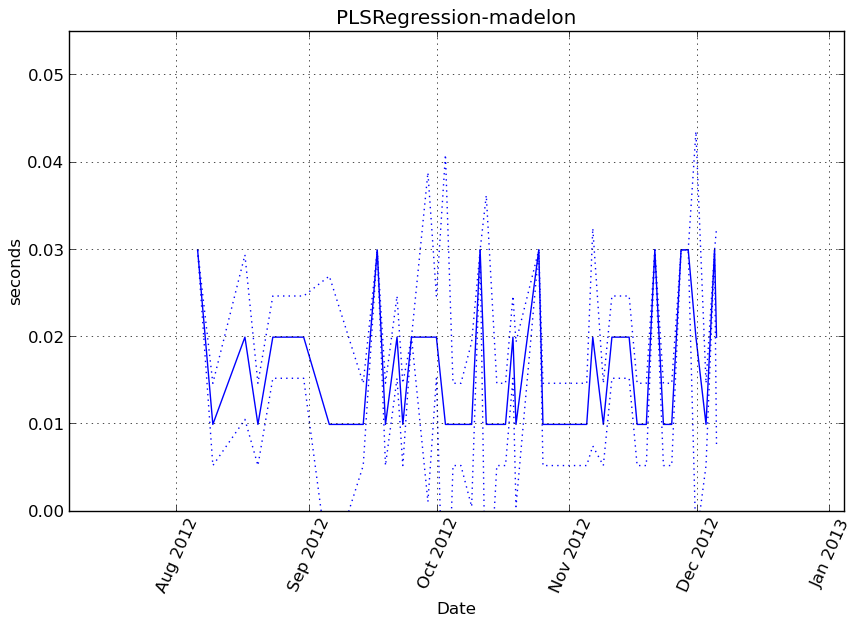 PLSRegression-madelon
0.05
0.04
0.03
0.02
0.01
0.00
seconds
Aug 2012
Sep 2012
Oct 2012
Nov 2012
Dec 2012
Jan 2013
Date